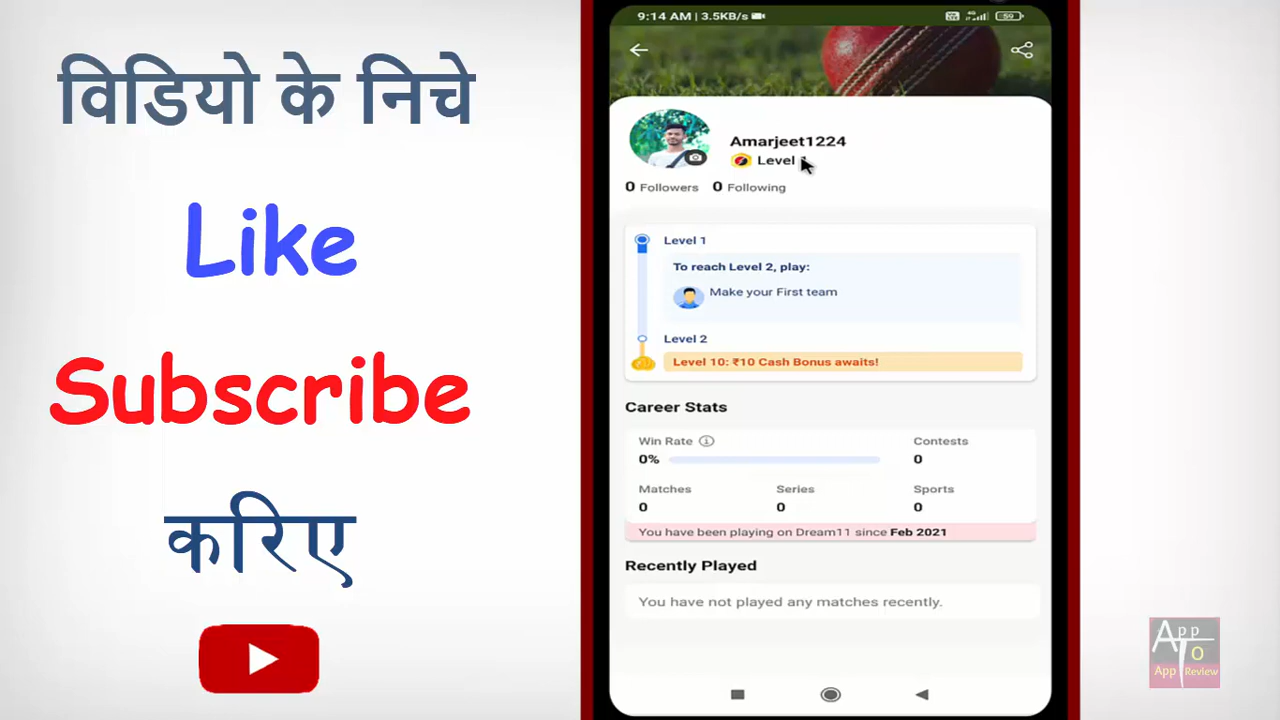 विडियो के निचे
Like
Subscribe
करिए
9:14 AM | 3.5KB/s
4G
59
Amarjeet1224
Level
0 Followers 0 Following
Level 1
To reach Level 2, play:
Make your First team
Level 2
Level 10: ₹10 Cash Bonus awaits!
Career Stats
Win Rate
0%
Contests
0
Matches
0
Series
0
Sports
0
You have been playing on Dream11 since Feb 2021
Recently Played
You have not played any matches recently.
App
To
App Review